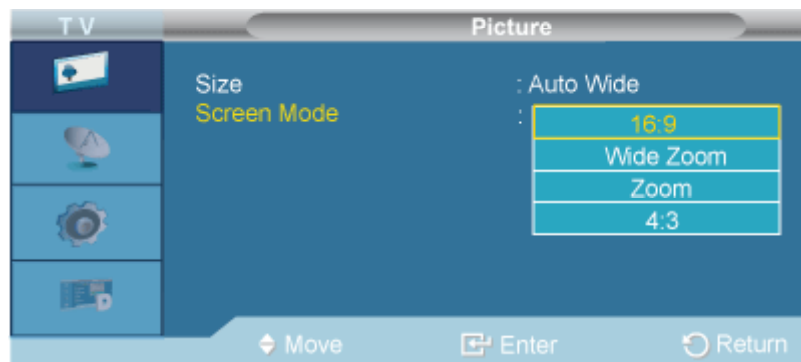 TV Picture
Size : Auto Wide
Screen Mode : 16:9
Wide Zoom
Zoom
4:3
Move Enter Return